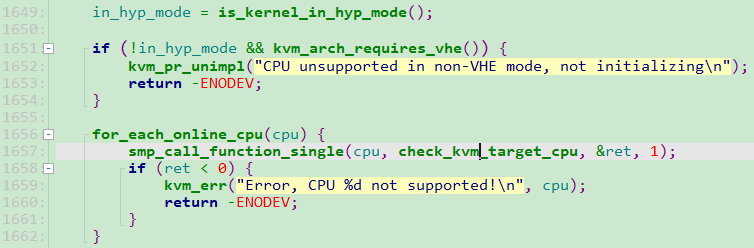 1649: in_hyp_mode = is_kernel_in_hyp_mode();
1650:
1651: if (!in_hyp_mode && kvm_arch_requires_vhe()) {
1652: kvm_pr_unimpl("CPU unsupported in non-VHE mode, not initializing\n");
1653: return -ENODEV;
1654: }
1655:
1656: for_each_online_cpu(cpu) {
1657: smp_call_function_single(cpu, check_kvm_target_cpu, &ret, 1);
1658: if (ret < 0) {
1659: kvm_err("Error, CPU %d not supported!\n", cpu);
1660: return -ENODEV;
1661: }
1662: }